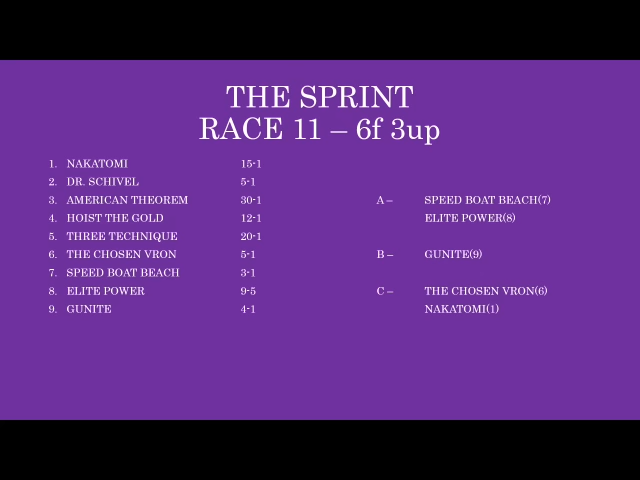 THE SPRINT
RACE 11 – 6f 3up
1. NAKATOMI 15-1
2. DR. SCHIVEL 5-1
3. AMERICAN THEOREM 30-1
4. HOIST THE GOLD 12-1
5. THREE TECHNIQUE 20-1
6. THE CHOSEN VRON 5-1
7. SPEED BOAT BEACH 3-1
8. ELITE POWER 9-5
9. GUNITE 4-1
A – SPEED BOAT BEACH(7)
ELITE POWER(8)
B – GUNITE(9)
C – THE CHOSEN VRON(6)
NAKATOMI(1)